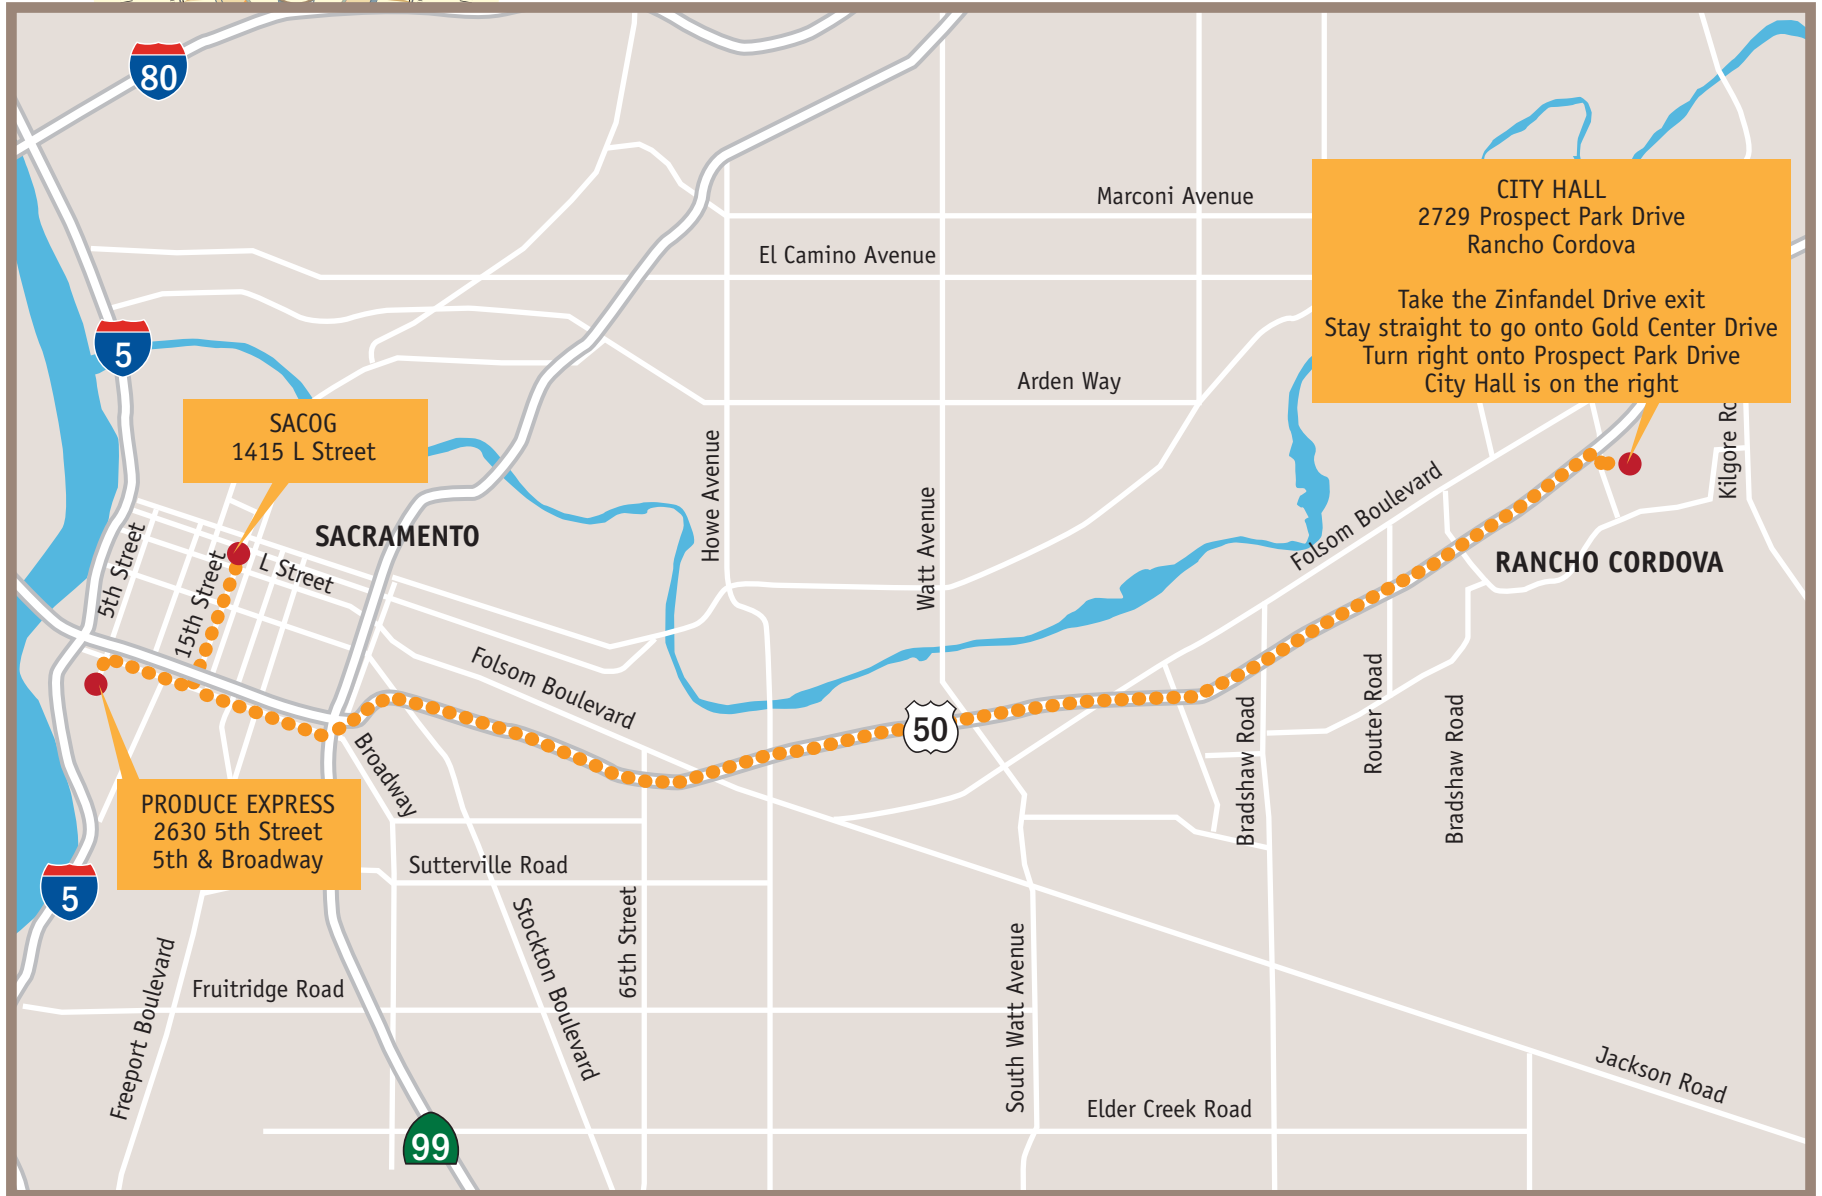 80
Marconi Avenue
CITY HALL
2729 Prospect Park Drive
Rancho Cordova
Take the Zinfandel Drive exit
Stay straight to go onto Gold Center Drive
Turn right onto Prospect Park Drive
City Hall is on the right
El Camino Avenue
5
Arden Way
SACOG
1415 L Street
Howe Avenue
Watt Avenue
Folsom Boulevard
SACRAMENTO
5th Street
15th Street
L Street
RANCHO CORDOVA
Folsom Boulevard
50
Broadway
Bradshaw Road
Router Road
Bradshaw Road
PRODUCE EXPRESS
2630 5th Street
5th & Broadway
5
Sutterville Road
65th Street
Stockton Boulevard
South Watt Avenue
Fruitridge Road
Freeport Boulevard
Jackson Road
Elder Creek Road
99
Kilgore